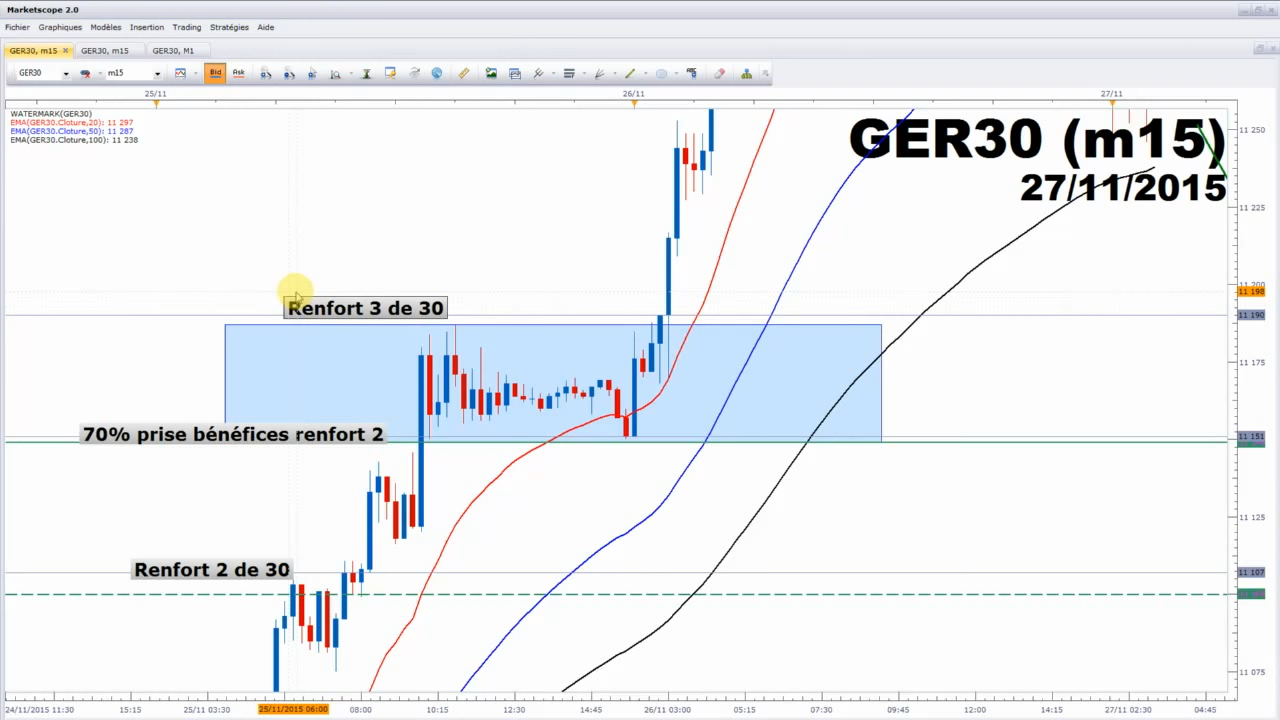 Marketscope 2.0
Fichier Graphiques Modèles Insertion Trading Stratégies Aide
GER30, m15 GER30, m15 GER30, M1
GER30 m15 Bid Ask
25/11 26/11 27/11
WATERMARK(GER30)
EMA(GER30.Cloture,20): 11 297
EMA(GER30.Cloture,50): 11 287
EMA(GER30.Cloture,100): 11 238
GER30 (m15)
27/11/2015
11 250
11 225
11 200
11 198
Renfort 3 de 30
11 190
11 175
70% prise bénéfices renfort 2
11 151
11 125
Renfort 2 de 30
11 107
11 075
24/11/2015 11:30 15:15 25/11 03:30 25/11/2015 06:00 08:00 10:15 12:30 14:45 26/11 03:00 05:15 07:30 09:45 12:00 14:15 27/11 02:30 04:45